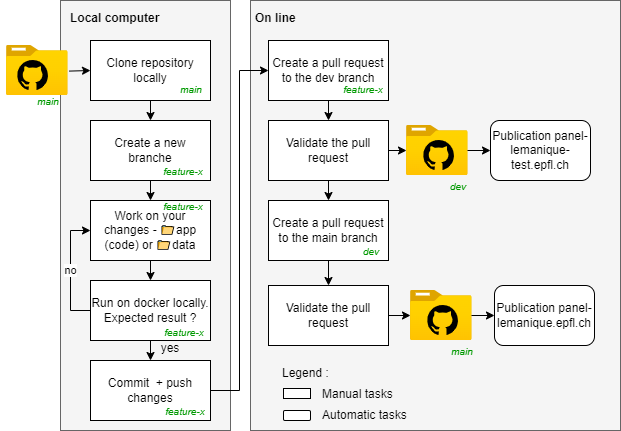 Local computer
main
Clone repository
locally
main
Create a new
branche
feature-x
feature-x
Work on your
changes - app
(code) or data
no
Run on docker locally.
Expected result ?
feature-x
yes
Commit + push
changes
feature-x
On line
Create a pull request
to the dev branch
feature-x
Validate the pull
request
dev
Publication panel-
lemanique-
test.epfl.ch
Create a pull request
to the main branch
dev
Validate the pull
request
main
Publication panel-
lemanique.epfl.ch
Legend :
Manual tasks
Automatic tasks